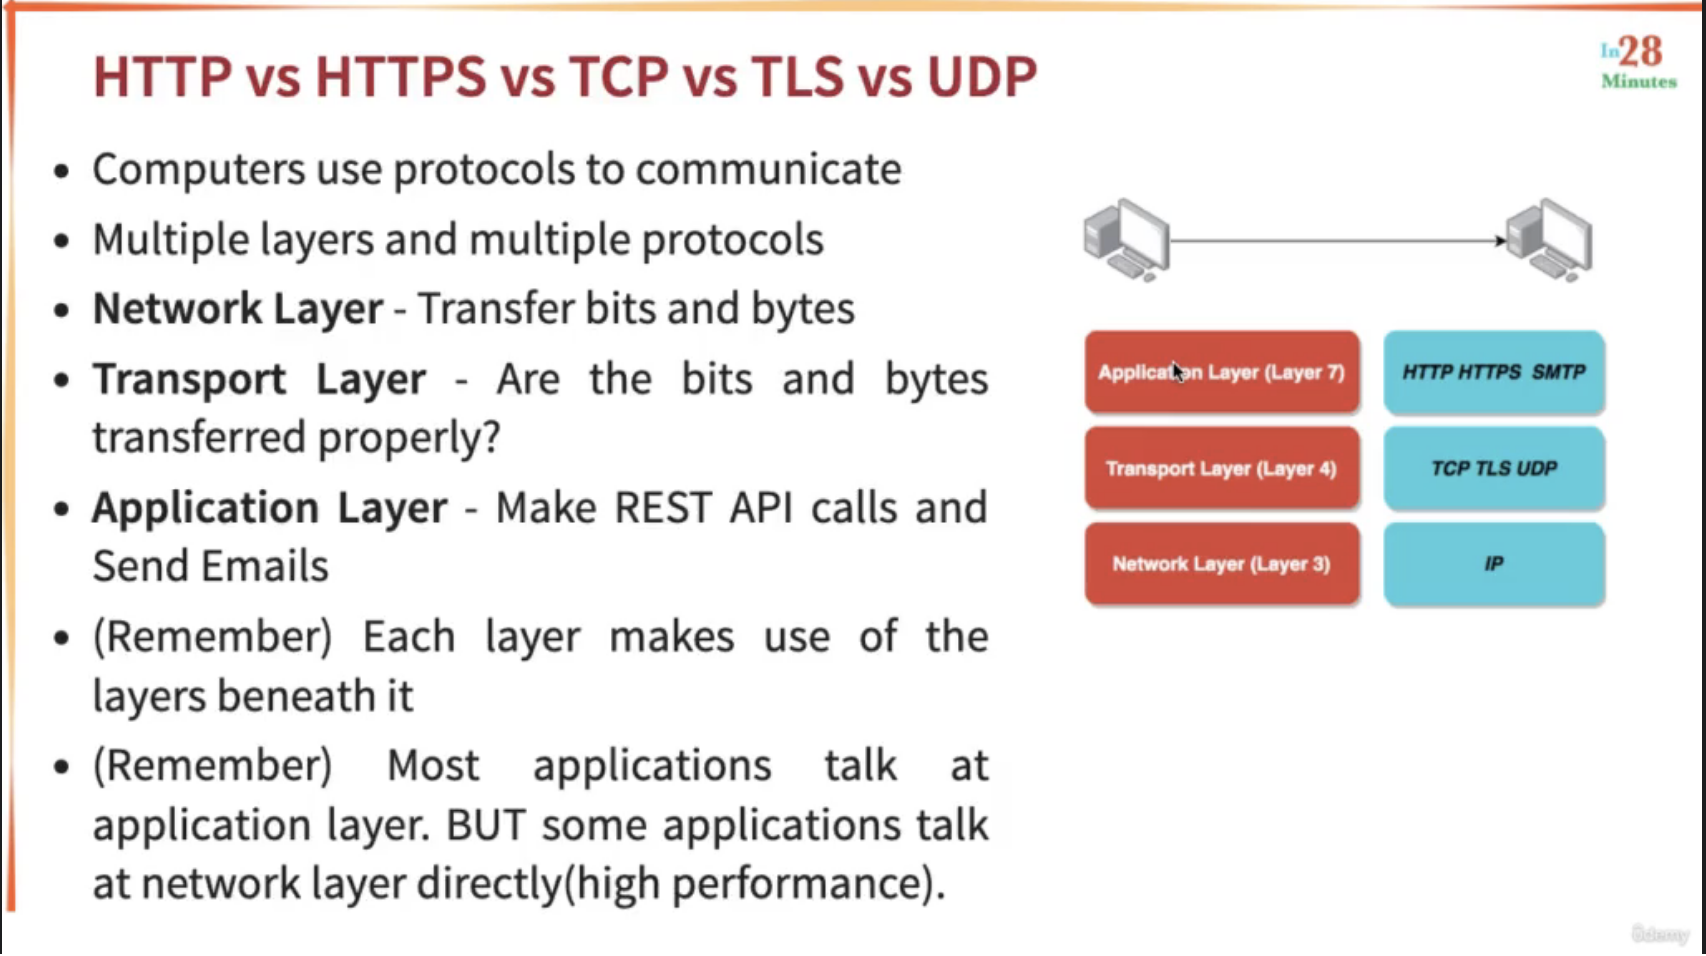 HTTP vs HTTPS vs TCP vs TLS vs UDP
In28
Minutes
• Computers use protocols to communicate
• Multiple layers and multiple protocols
• Network Layer - Transfer bits and bytes
• Transport Layer - Are the bits and bytes
transferred properly?
• Application Layer - Make REST API calls and
Send Emails
• (Remember) Each layer makes use of the
layers beneath it
• (Remember) Most applications talk at
application layer. BUT some applications talk
at network layer directly(high performance).
Application Layer (Layer 7)
HTTP HTTPS SMTP
Transport Layer (Layer 4)
TCP TLS UDP
Network Layer (Layer 3)
IP
ûdemy